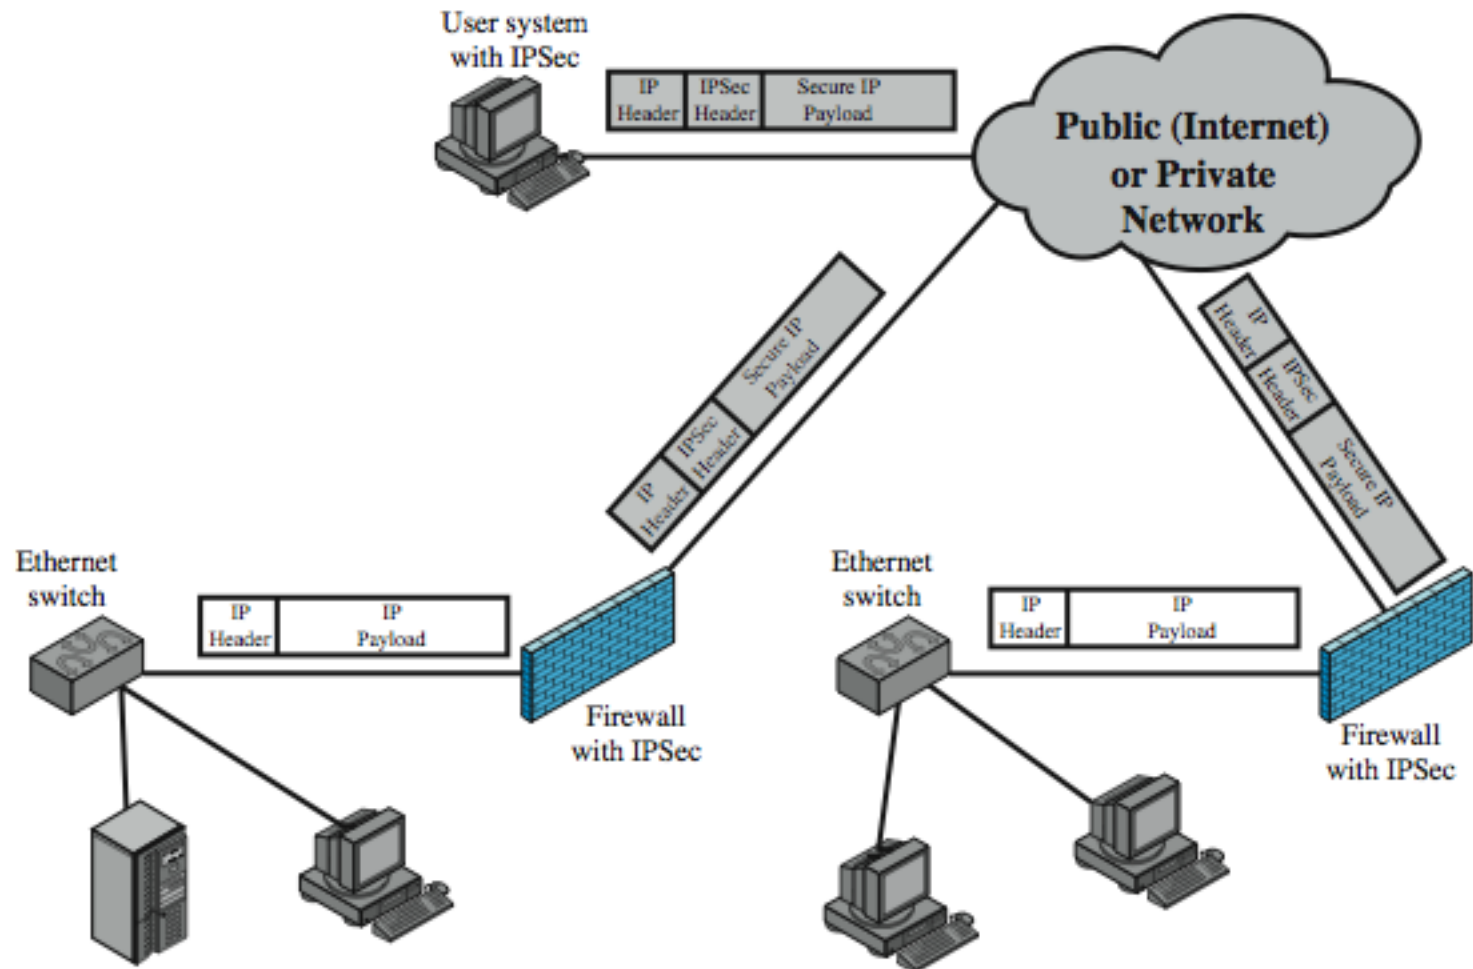 User system
with IPSec
IP
Header
IPSec
Header
Secure IP
Payload
Public (Internet)
or Private
Network
Secure IP
Payload
IPSec
Header
IP
Header
IP
Header
IPSec
Header
Secure IP
Payload
Ethernet
switch
IP
Header
IP
Payload
Firewall
with IPSec
Ethernet
switch
IP
Header
IP
Payload
Firewall
with IPSec